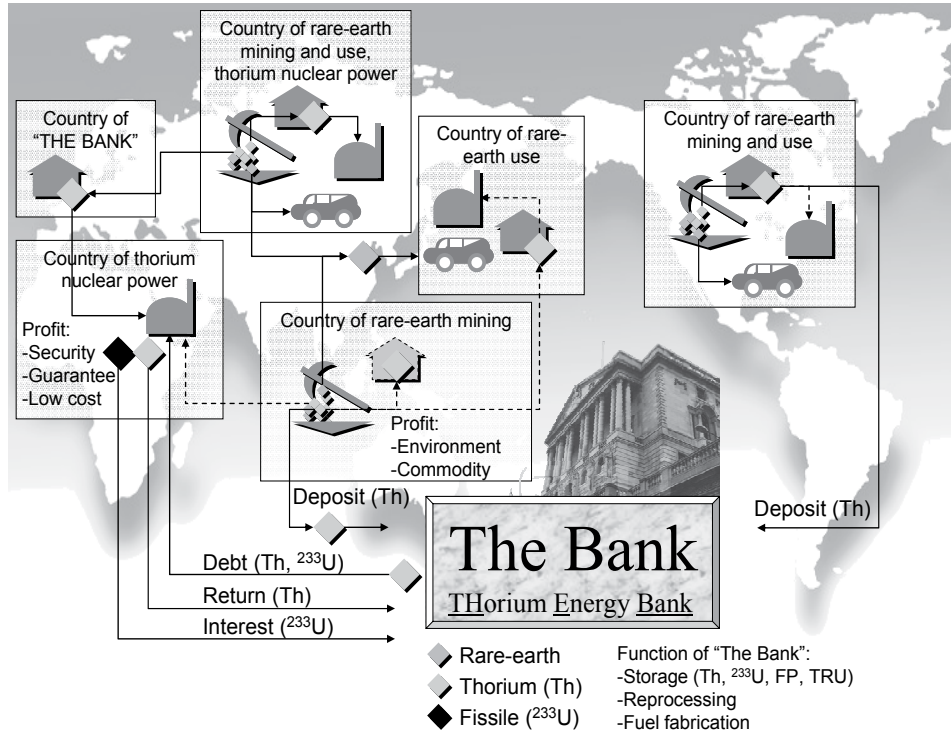 Country of rare-earth
mining and use,
thorium nuclear power
Country of
“THE BANK”
Country of rare-
earth use
Country of rare-earth
mining and use
Country of thorium
nuclear power
Profit:
-Security
-Guarantee
-Low cost
Country of rare-earth mining
Profit:
-Environment
-Commodity
Deposit (Th)
Deposit (Th)
Debt (Th, ²³³U)
Return (Th)
Interest (²³³U)
The Bank
THorium Energy Bank
Rare-earth
Thorium (Th)
Fissile (²³³U)
Function of “The Bank”:
-Storage (Th, ²³³U, FP, TRU)
-Reprocessing
-Fuel fabrication